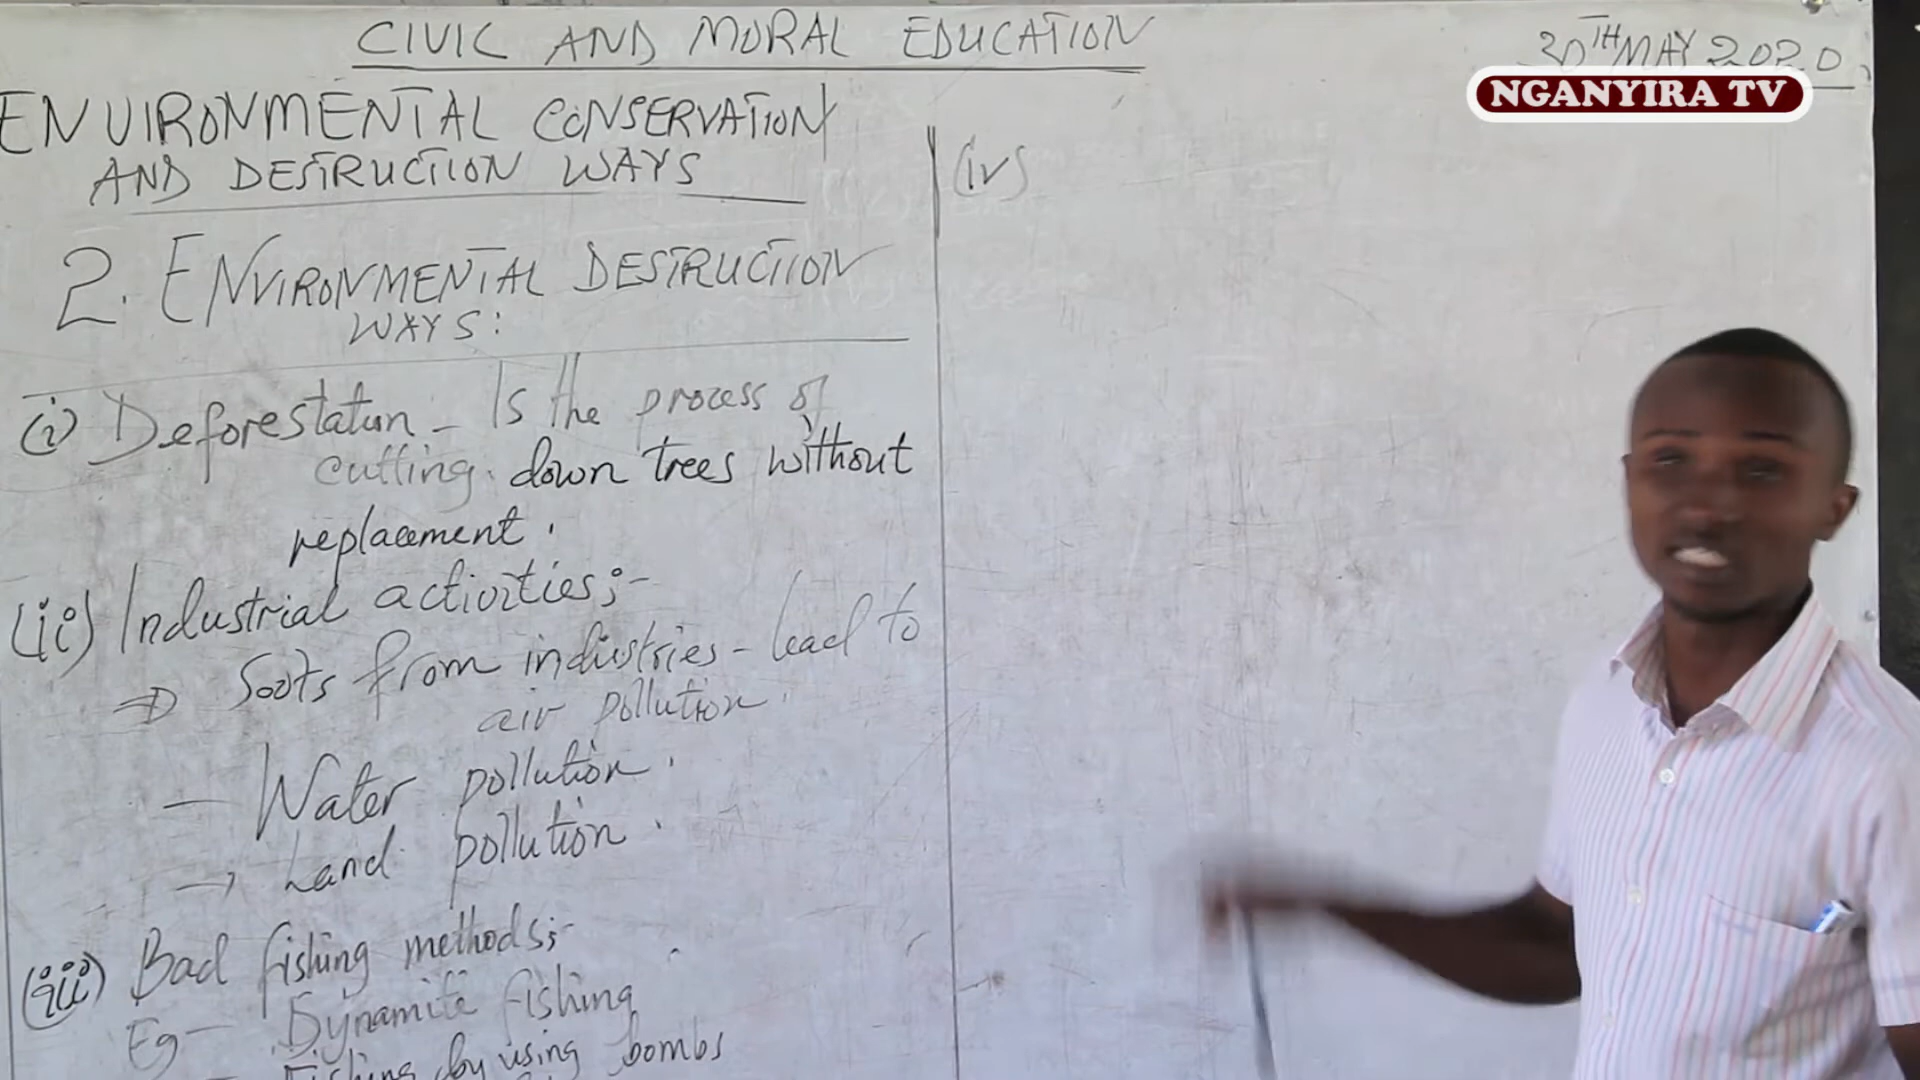 CIVIC AND MORAL EDUCATION
30TH MAY 2020.
NGANYIRA TV
ENVIRONMENTAL CONSERVATION
AND DESTRUCTION WAYS
2. ENVIRONMENTAL DESTRUCTION
WAYS:
(i) Deforestation - Is the process of
cutting down trees without
replacement.
(ii) Industrial activities;-
⇒ Soots from industries - lead to
air pollution.
- Water pollution.
→ Land pollution.
(iii) Bad fishing methods;-
Eg - Dynamite fishing
Fishing by using bombs
(iv)